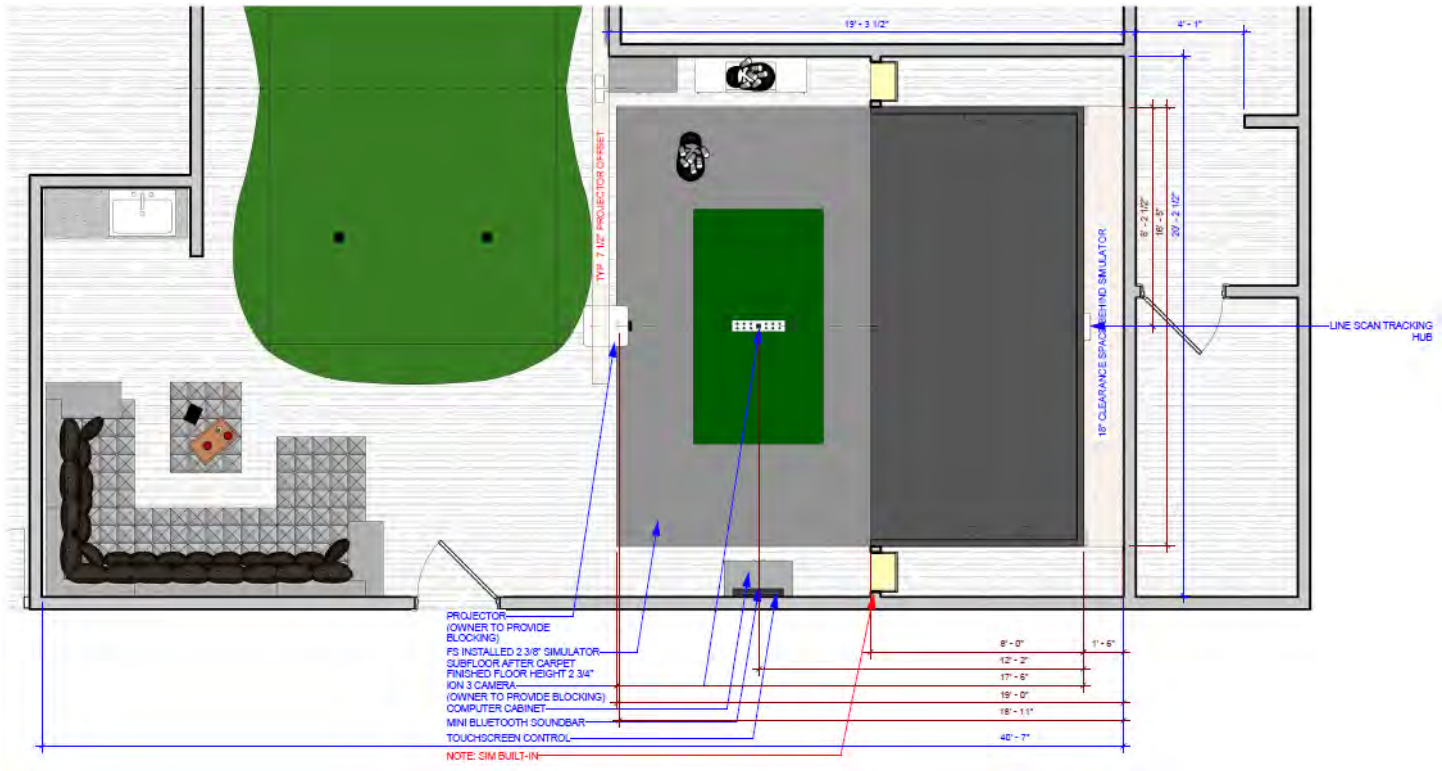 19' - 3 1/2"
4' - 1"
TYP. 7 1/2" PROJECTOR OFFSET
18" CLEARANCE SPACE BEHIND SIMULATOR
8' - 2 1/2"
16' - 5"
20' - 2 1/2"
LINE SCAN TRACKING
HUB
PROJECTOR
(OWNER TO PROVIDE
BLOCKING)
FS INSTALLED 2 3/8" SIMULATOR
SUBFLOOR AFTER CARPET
FINISHED FLOOR HEIGHT 2 3/4"
ION 3 CAMERA
(OWNER TO PROVIDE BLOCKING)
COMPUTER CABINET
MINI BLUETOOTH SOUNDBAR
TOUCHSCREEN CONTROL
NOTE: SIM BUILT-IN
1' - 6"
12' - 2"
17' - 6"
19' - 0"
18' - 11"
40' - 7"